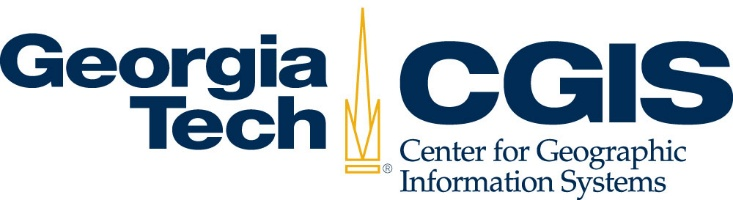 Georgia
Tech
®
CGIS
Center for Geographic
Information Systems